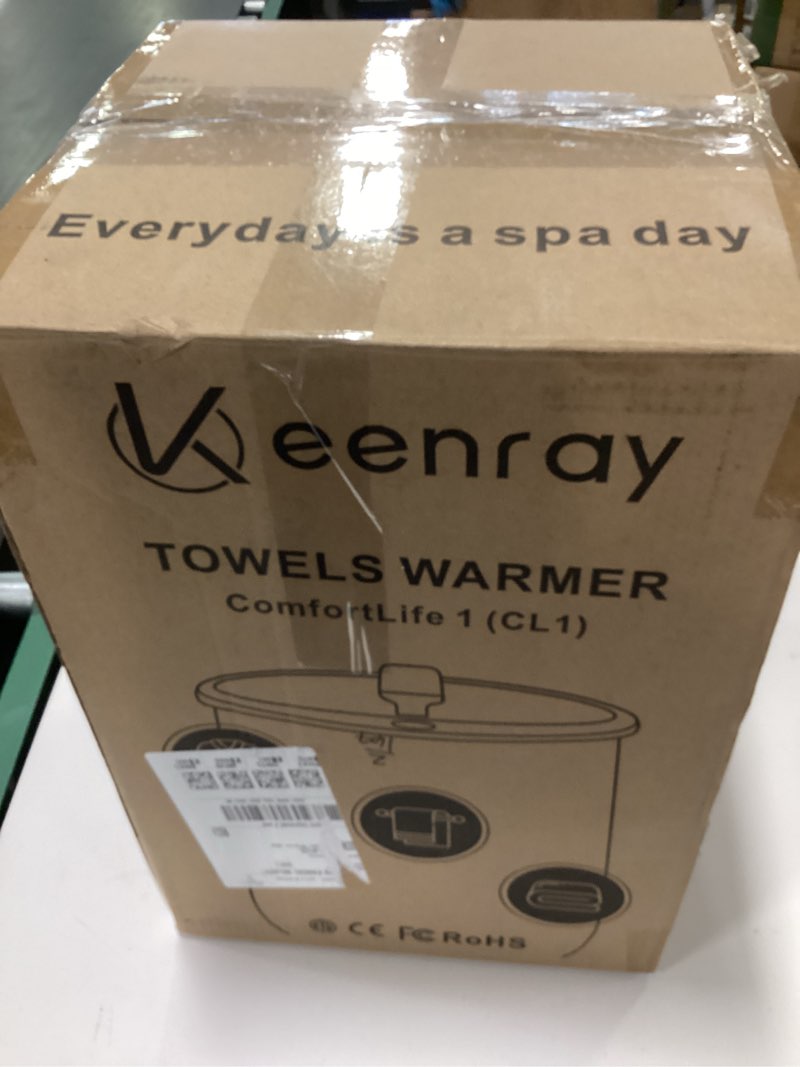 Everyday is a spa day
Keenray
TOWELS WARMER
ComfortLife 1 (CL1)
CE FC RoHS